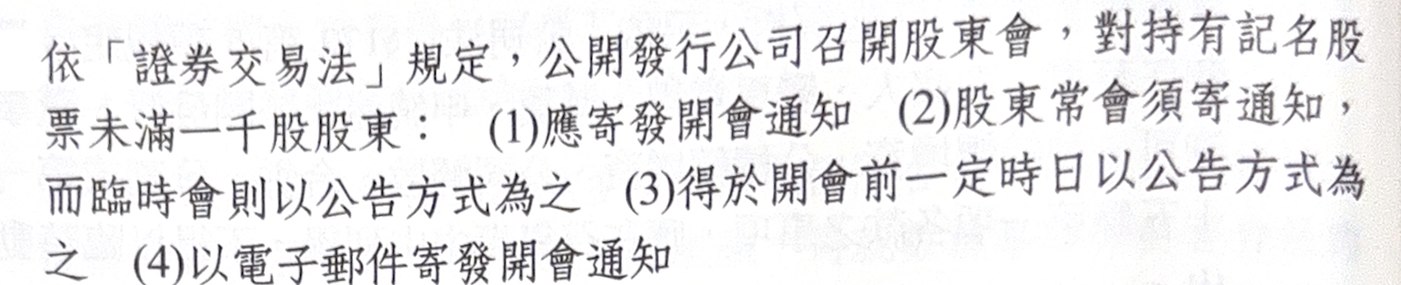 依「證券交易法」規定，公開發行公司召開股東會，對持有記名股
票未滿一千股股東： (1)應寄發開會通知 (2)股東常會須寄通知，
而臨時會則以公告方式為之 (3)得於開會前一定時日以公告方式為
之 (4)以電子郵件寄發開會通知